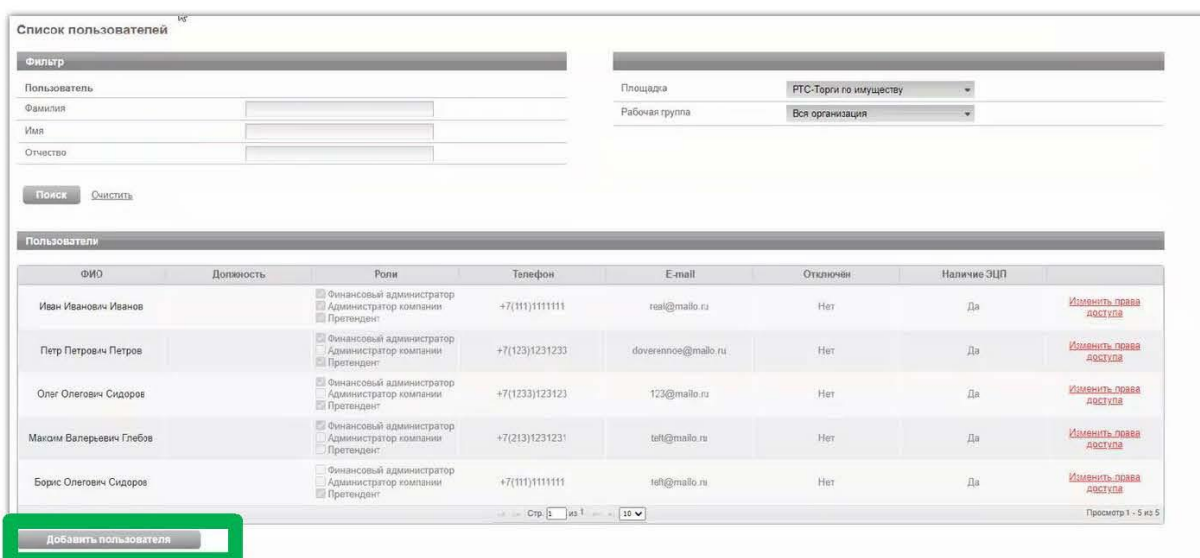 Список пользователей
Фильтр
Пользователь
Фамилия
Имя
Отчество
Площадка РТС-Торги по имуществу
Рабочая группа Вся организация
Поиск Очистить
Пользователи
ФИО Должность Роли Телефон E-mail Отключён Наличие ЭЦП
Финансовый администратор
Иван Иванович Иванов Администратор компании +7(111)1111111 real@mailo.ru Нет Да Изменить права доступа
Претендент
Финансовый администратор
Петр Петрович Петров Администратор компании +7(123)1231233 doverennoe@mailo.ru Нет Да Изменить права доступа
Претендент
Финансовый администратор
Олег Олегович Сидоров Администратор компании +7(1233)123123 123@mailo.ru Нет Да Изменить права доступа
Претендент
Финансовый администратор
Максим Валерьевич Глебов Администратор компании +7(213)1231231 Нет Да Изменить права доступа
Претендент
Финансовый администратор
Борис Олегович Сидоров Администратор компании +7(111)1111111 Нет Да Изменить права доступа
Претендент
Стр. 1 из 1 10 Просмотр 1 - 5 из 5
Добавить пользователя